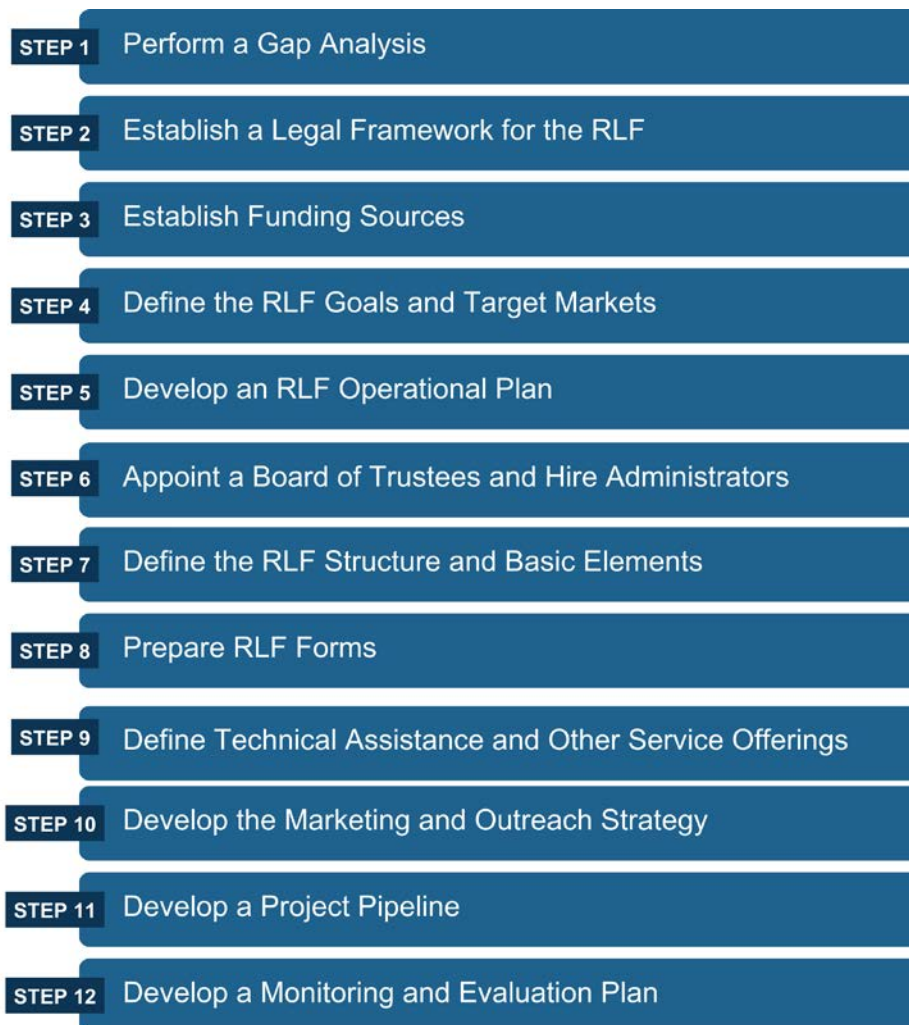 STEP 1 Perform a Gap Analysis
STEP 2 Establish a Legal Framework for the RLF
STEP 3 Establish Funding Sources
STEP 4 Define the RLF Goals and Target Markets
STEP 5 Develop an RLF Operational Plan
STEP 6 Appoint a Board of Trustees and Hire Administrators
STEP 7 Define the RLF Structure and Basic Elements
STEP 8 Prepare RLF Forms
STEP 9 Define Technical Assistance and Other Service Offerings
STEP 10 Develop the Marketing and Outreach Strategy
STEP 11 Develop a Project Pipeline
STEP 12 Develop a Monitoring and Evaluation Plan